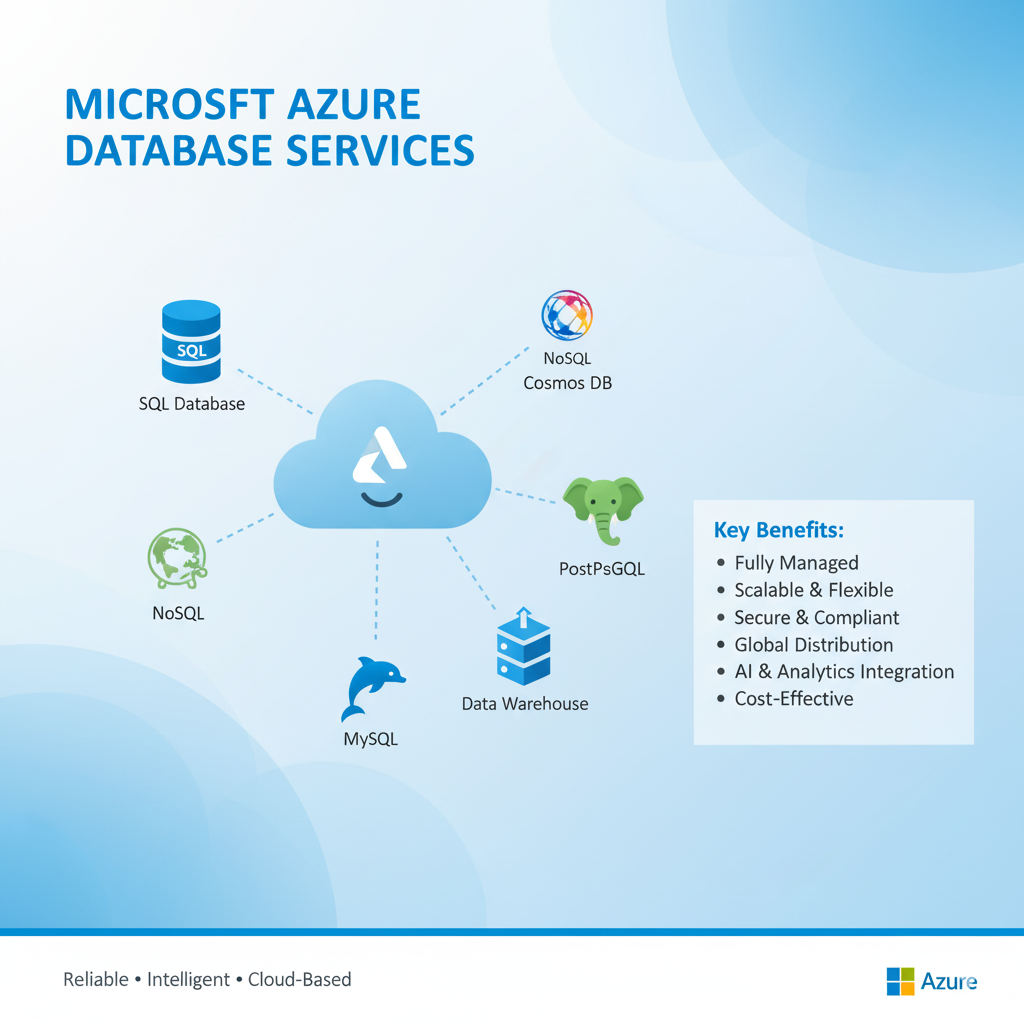 MICROSFT AZURE
DATABASE SERVICES
SQL
SQL Database
NoSQL
Cosmos DB
PostPsGQL
NoSQL
Data Warehouse
MySQL
Key Benefits:
• Fully Managed
• Scalable & Flexible
• Secure & Compliant
• Global Distribution
• AI & Analytics Integration
• Cost-Effective
Reliable • Intelligent • Cloud-Based
Azure